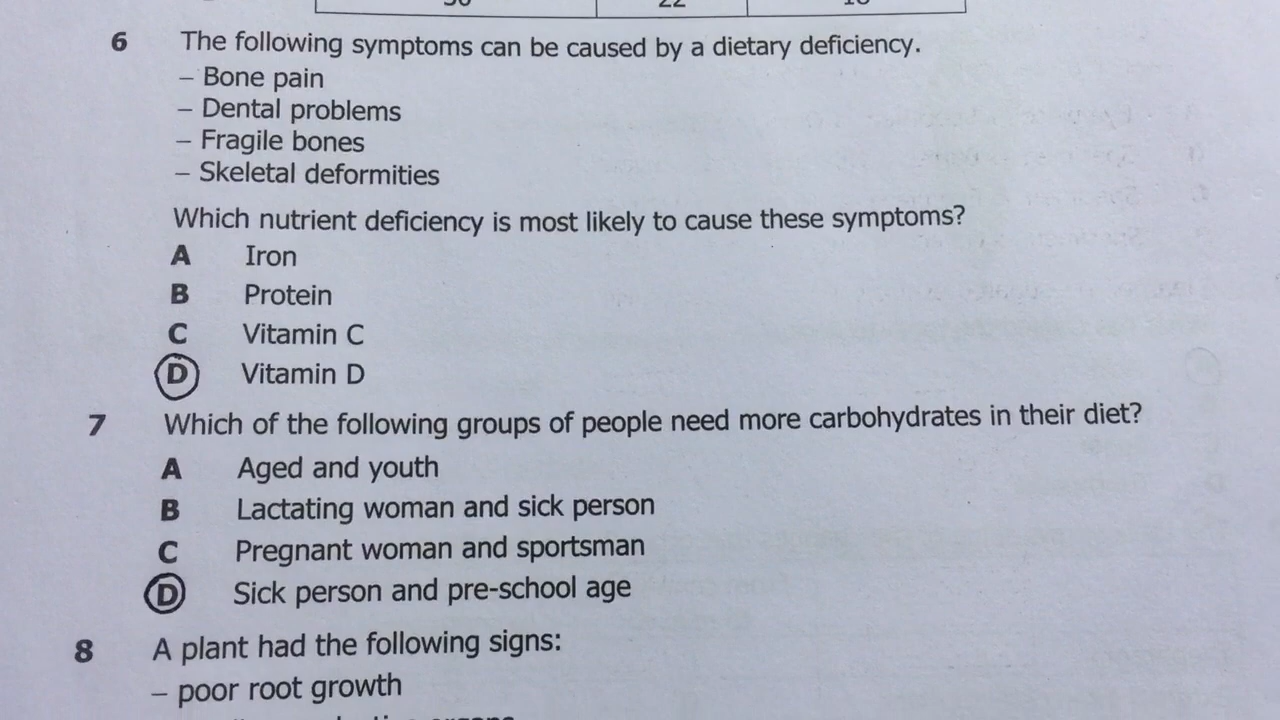 22
6 The following symptoms can be caused by a dietary deficiency.
– Bone pain
– Dental problems
– Fragile bones
– Skeletal deformities
Which nutrient deficiency is most likely to cause these symptoms?
A Iron
B Protein
C Vitamin C
D Vitamin D
7 Which of the following groups of people need more carbohydrates in their diet?
A Aged and youth
B Lactating woman and sick person
C Pregnant woman and sportsman
D Sick person and pre-school age
8 A plant had the following signs:
– poor root growth